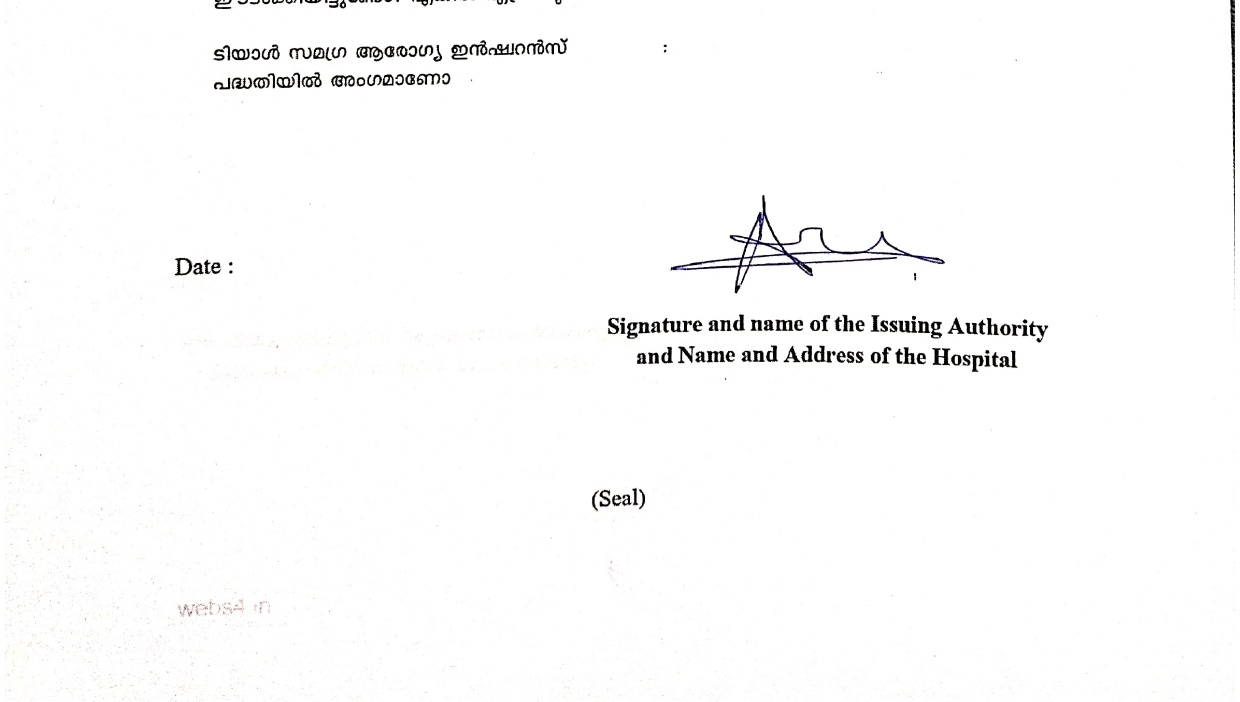 ടിയാൾ സമഗ്ര ആരോഗ്യ ഇൻഷ്വറൻസ് :
പദ്ധതിയിൽ അംഗമാണോ
Date :
Signature and name of the Issuing Authority
and Name and Address of the Hospital
(Seal)
webs4.in